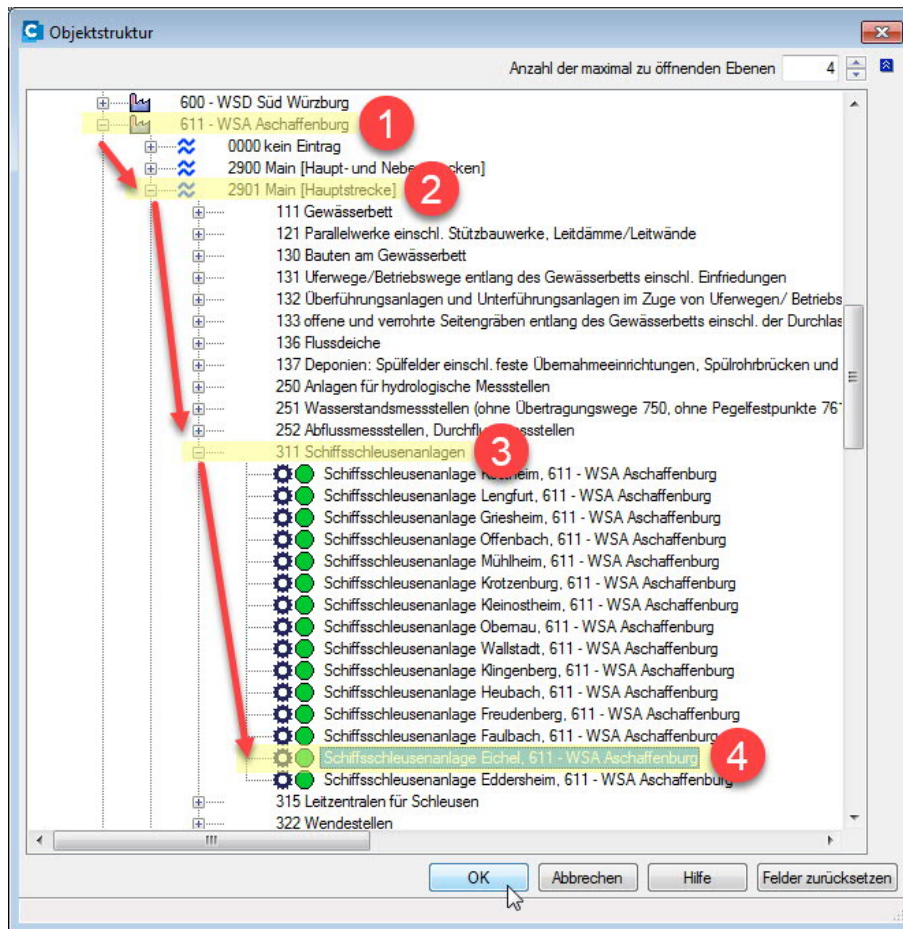 Objektstruktur
Anzahl der maximal zu öffnenden Ebenen 4
600 - WSD Süd Würzburg
611 - WSA Aschaffenburg 1
0000 kein Eintrag
2900 Main [Haupt- und Nebenstrecken]
2901 Main [Hauptstrecke] 2
111 Gewässerbett
121 Parallelwerke einschl. Stützbauwerke, Leitdämme/Leitwände
130 Bauten am Gewässerbett
131 Uferwege/Betriebswege entlang des Gewässerbetts einschl. Einfriedungen
132 Überführungsanlagen und Unterführungsanlagen im Zuge von Uferwegen/ Betriebs
133 offene und verrohrte Seitengräben entlang des Gewässerbetts einschl. der Durchlas
136 Flussdeiche
137 Deponien: Spülfelder einschl. feste Übernahmeeinrichtungen, Spülrohrbrücken und
250 Anlagen für hydrologische Messstellen
251 Wasserstandsmessstellen (ohne Übertragungswege 750, ohne Pegelfestpunkte 761
252 Abflussmessstellen, Durchflussmessstellen
311 Schiffsschleusenanlagen 3
Schiffsschleusenanlage Kostheim, 611 - WSA Aschaffenburg
Schiffsschleusenanlage Lengfurt, 611 - WSA Aschaffenburg
Schiffsschleusenanlage Griesheim, 611 - WSA Aschaffenburg
Schiffsschleusenanlage Offenbach, 611 - WSA Aschaffenburg
Schiffsschleusenanlage Mühlheim, 611 - WSA Aschaffenburg
Schiffsschleusenanlage Krotzenburg, 611 - WSA Aschaffenburg
Schiffsschleusenanlage Kleinostheim, 611 - WSA Aschaffenburg
Schiffsschleusenanlage Obernau, 611 - WSA Aschaffenburg
Schiffsschleusenanlage Wallstadt, 611 - WSA Aschaffenburg
Schiffsschleusenanlage Klingenberg, 611 - WSA Aschaffenburg
Schiffsschleusenanlage Heubach, 611 - WSA Aschaffenburg
Schiffsschleusenanlage Freudenberg, 611 - WSA Aschaffenburg
Schiffsschleusenanlage Faulbach, 611 - WSA Aschaffenburg
Schiffsschleusenanlage Eichel, 611 - WSA Aschaffenburg 4
Schiffsschleusenanlage Eddersheim, 611 - WSA Aschaffenburg
315 Leitzentralen für Schleusen
322 Wendestellen
OK Abbrechen Hilfe Felder zurücksetzen